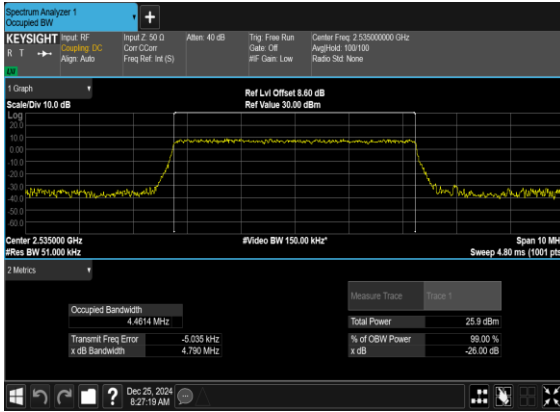 Spectrum Analyzer 1
Occupied BW
+
KEYSIGHT
R T
Input: RF
Coupling: DC
Align: Auto
Input Z: 50 Ω
Corr CCorr
Freq Ref: Int (S)
Atten: 40 dB
Trig: Free Run
Gate: Off
#IF Gain: Low
Center Freq: 2.535000000 GHz
Avg|Hold: 100/100
Radio Std: None
1 Graph
Scale/Div 10.0 dB
Ref Lvl Offset 8.60 dB
Ref Value 30.00 dBm
Log
20.0
10.0
0.00
-10.0
-20.0
-30.0
-40.0
-50.0
-60.0
Center 2.535000 GHz
#Res BW 51.000 kHz
#Video BW 150.00 kHz*
Span 10 MH
Sweep 4.80 ms (1001 pts
2 Metrics
Measure Trace Trace 1
Occupied Bandwidth
4.4614 MHz
Total Power 25.9 dBm
Transmit Freq Error -5.035 kHz
x dB Bandwidth 4.790 MHz
% of OBW Power 99.00 %
x dB -26.00 dB
?
Dec 25, 2024
8:27:19 AM